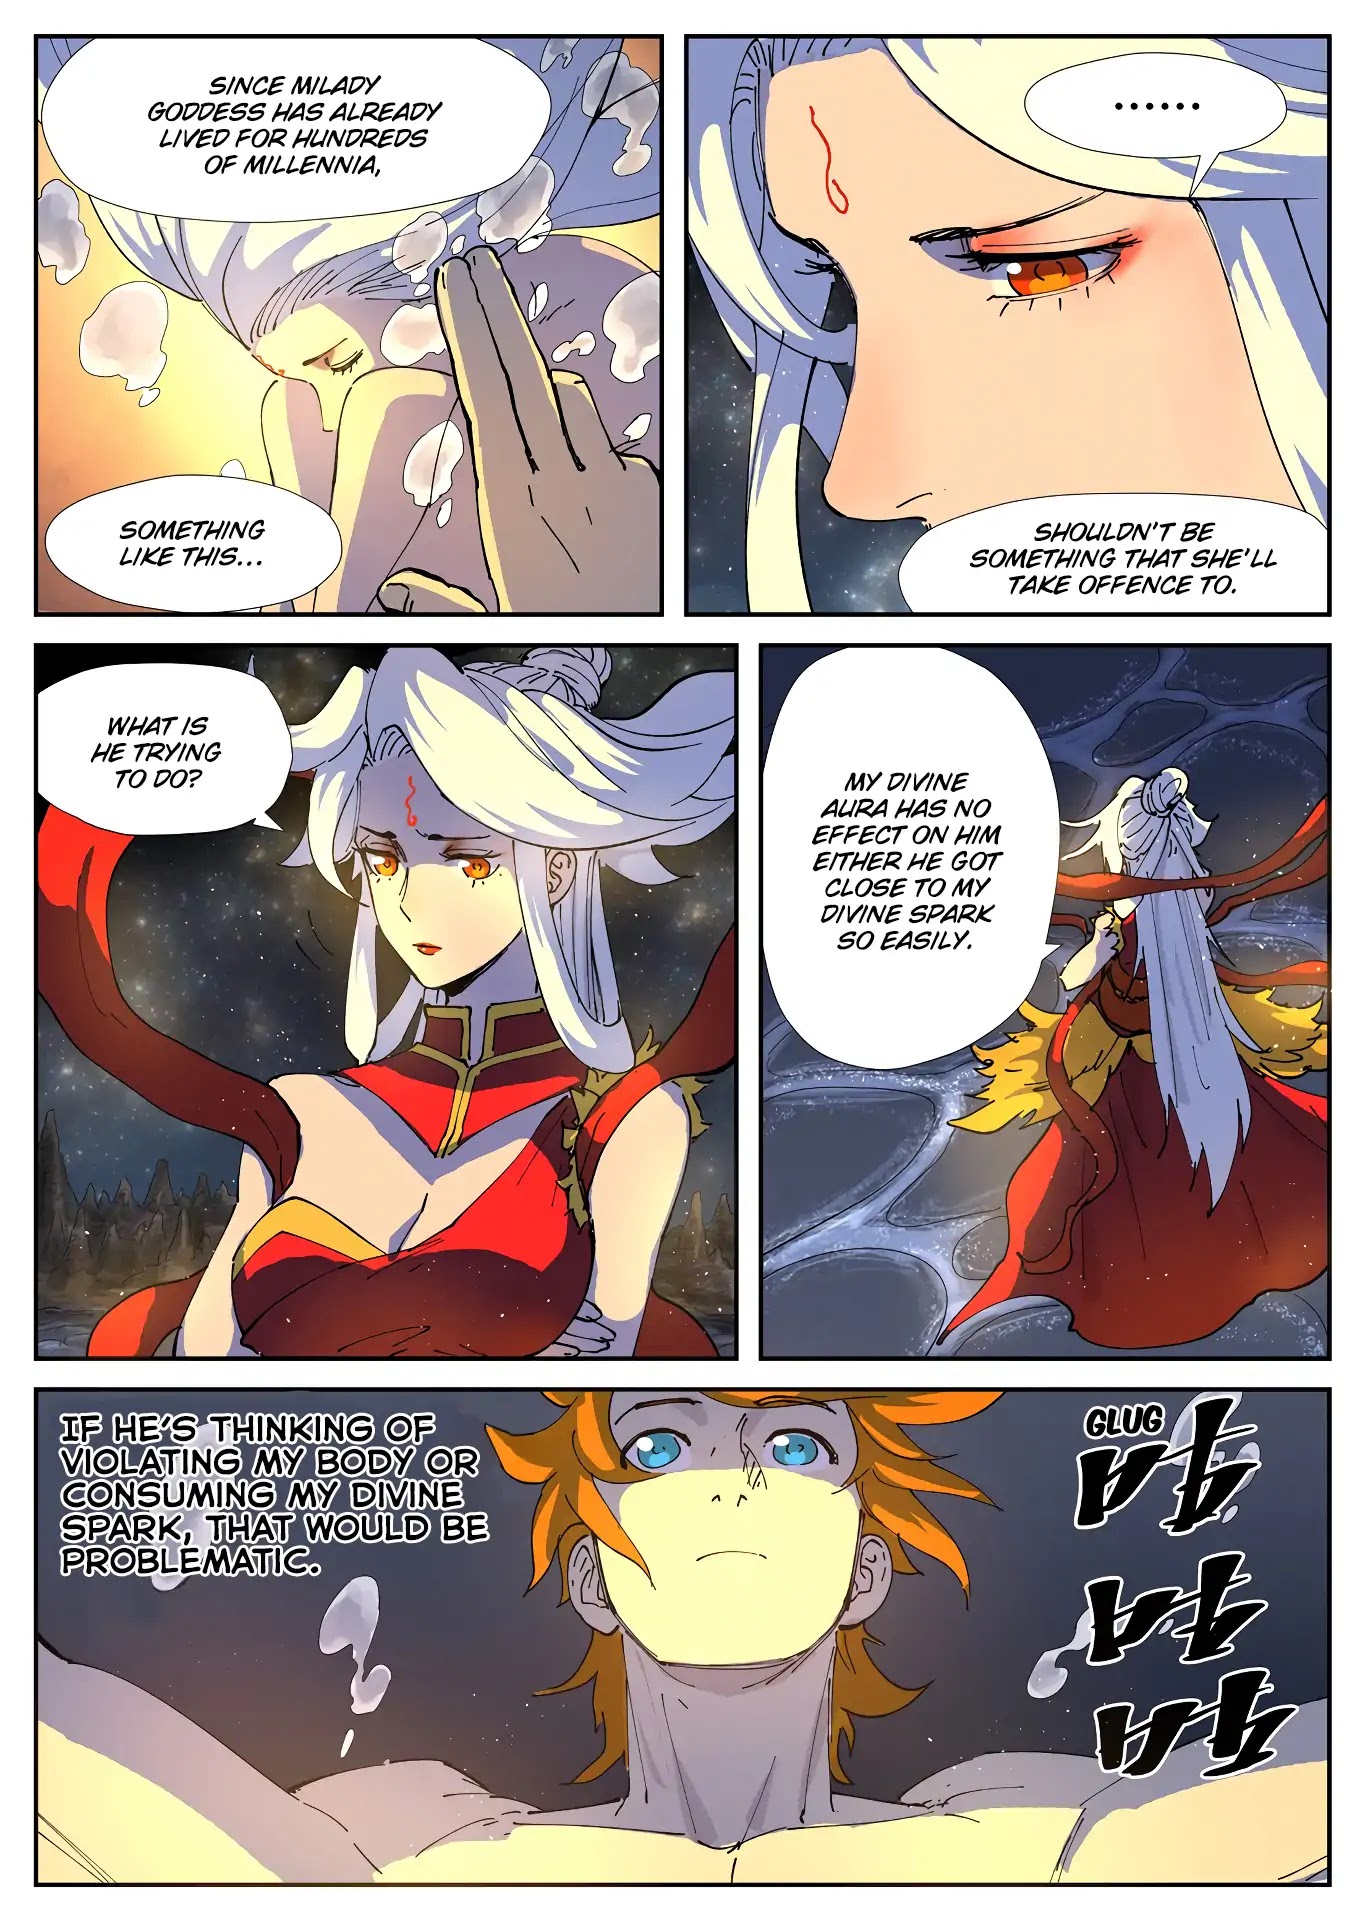 SINCE MILADY
GODDESS HAS ALREADY
LIVED FOR HUNDREDS
OF MILLENNIA,
SOMETHING
LIKE THIS...
......
SHOULDN'T BE
SOMETHING THAT SHE'LL
TAKE OFFENCE TO.
WHAT IS
HE TRYING
TO DO?
MY DIVINE
AURA HAS NO
EFFECT ON HIM
EITHER HE GOT
CLOSE TO MY
DIVINE SPARK
SO EASILY.
IF HE'S THINKING OF
VIOLATING MY BODY OR
CONSUMING MY DIVINE
SPARK, THAT WOULD BE
PROBLEMATIC.
GLUG
咕
咕
咕